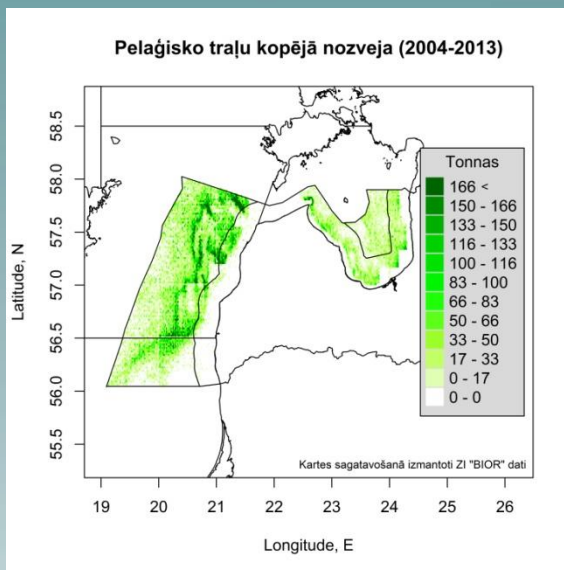 Pelaģisko traļu kopējā nozveja (2004-2013)
Latitude, N
58.5
58.0
57.5
57.0
56.5
56.0
55.5
Tonnas
166 <
150 - 166
133 - 150
116 - 133
100 - 116
83 - 100
66 - 83
50 - 66
33 - 50
17 - 33
0 - 17
0 - 0
Kartes sagatavošanā izmantoti ZI "BIOR" dati
19 20 21 22 23 24 25 26
Longitude, E